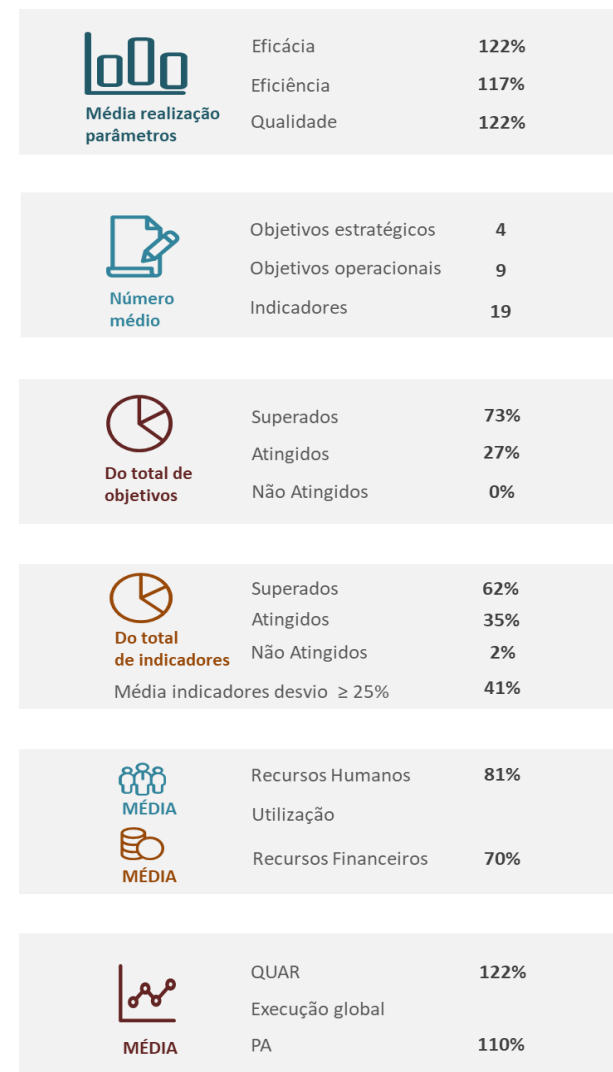 Média realização
parâmetros
Eficácia 122%
Eficiência 117%
Qualidade 122%
Número
médio
Objetivos estratégicos 4
Objetivos operacionais 9
Indicadores 19
Do total de
objetivos
Superados 73%
Atingidos 27%
Não Atingidos 0%
Do total
de indicadores
Superados 62%
Atingidos 35%
Não Atingidos 2%
Média indicadores desvio ≥ 25% 41%
MÉDIA
Recursos Humanos 81%
Utilização
MÉDIA
Recursos Financeiros 70%
MÉDIA
QUAR 122%
Execução global
PA 110%